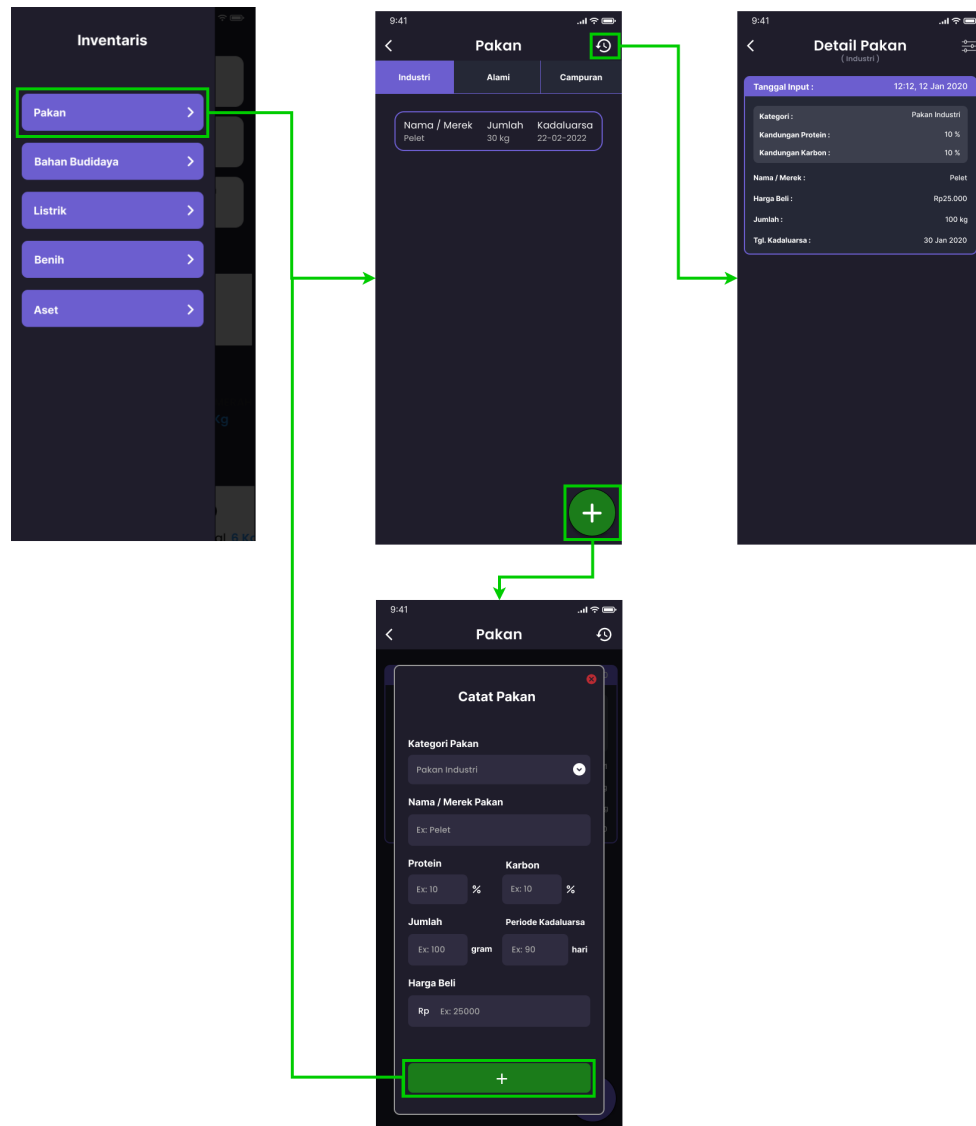 Inventaris
Pakan
Bahan Budidaya
Listrik
Benih
Aset
9:41
Pakan
Industri Alami Campuran
Nama / Merek Jumlah Kadaluarsa
Pelet 30 kg 22-02-2022
+
9:41
Detail Pakan
( Industri )
Tanggal Input : 12:12, 12 Jan 2020
Kategori : Pakan Industri
Kandungan Protein : 10 %
Kandungan Karbon : 10 %
Nama / Merek : Pelet
Harga Beli : Rp25.000
Jumlah : 100 kg
Tgl. Kadaluarsa : 30 Jan 2020
9:41
Pakan
Catat Pakan
Kategori Pakan
Pakan Industri
Nama / Merek Pakan
Ex: Pelet
Protein Karbon
Ex: 10 % Ex: 10 %
Jumlah Periode Kadaluarsa
Ex: 100 gram Ex: 90 hari
Harga Beli
Rp Ex: 25000
+